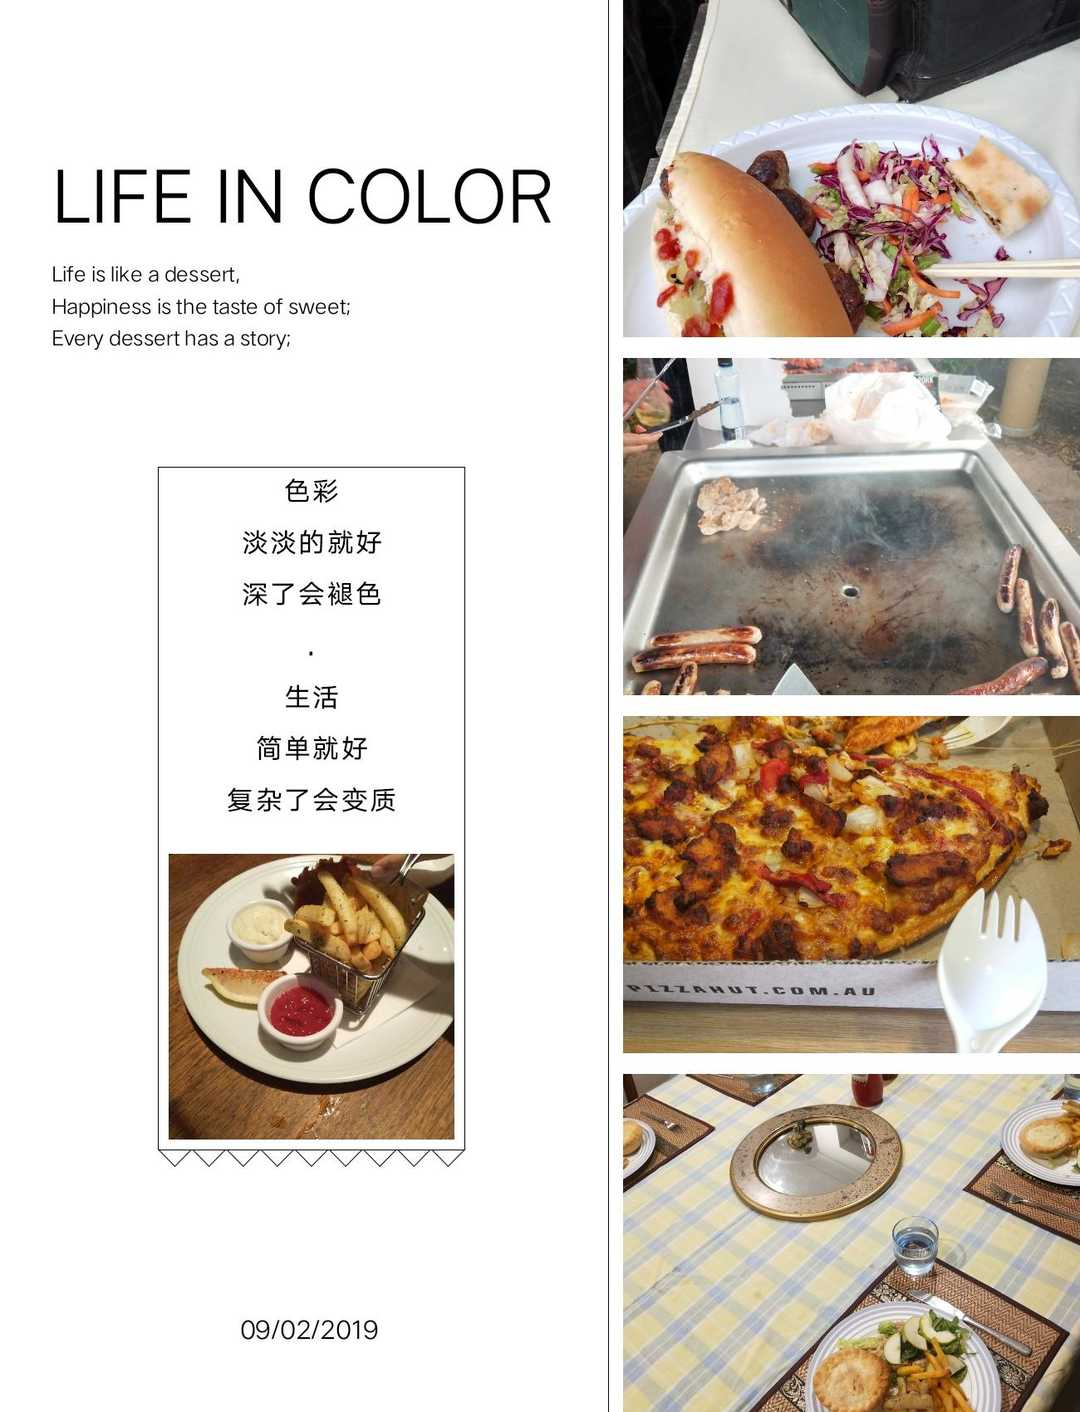 LIFE IN COLOR
Life is like a dessert,
Happiness is the taste of sweet;
Every dessert has a story;
色彩
淡淡的就好
深了会褪色
·
生活
简单就好
复杂了会变质
09/02/2019
PIZZAHUT.COM.AU